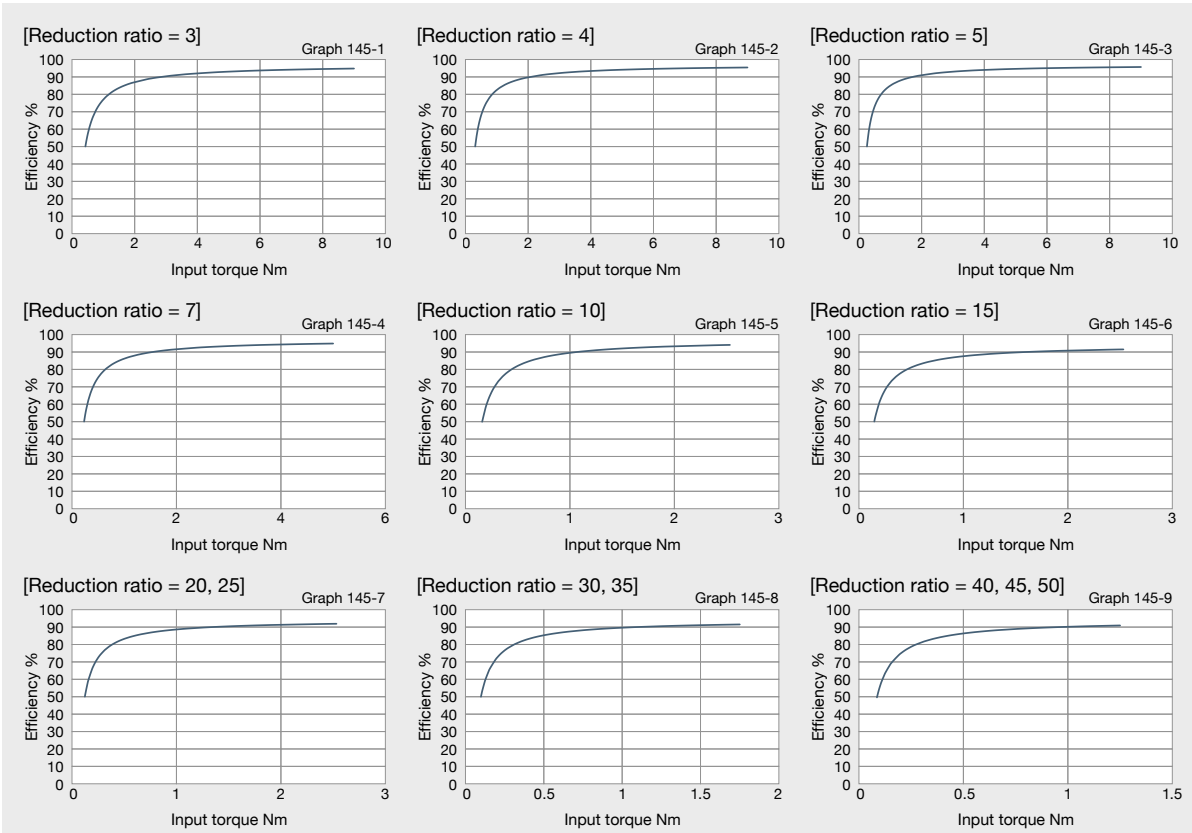 [Reduction ratio = 3]
Graph 145-1
Efficiency %
100
90
80
70
60
50
40
30
20
10
0
0 2 4 6 8 10
Input torque Nm
[Reduction ratio = 4]
Graph 145-2
Efficiency %
100
90
80
70
60
50
40
30
20
10
0
0 2 4 6 8 10
Input torque Nm
[Reduction ratio = 5]
Graph 145-3
Efficiency %
100
90
80
70
60
50
40
30
20
10
0
0 2 4 6 8 10
Input torque Nm
[Reduction ratio = 7]
Graph 145-4
Efficiency %
100
90
80
70
60
50
40
30
20
10
0
0 2 4 6
Input torque Nm
[Reduction ratio = 10]
Graph 145-5
Efficiency %
100
90
80
70
60
50
40
30
20
10
0
0 1 2 3
Input torque Nm
[Reduction ratio = 15]
Graph 145-6
Efficiency %
100
90
80
70
60
50
40
30
20
10
0
0 1 2 3
Input torque Nm
[Reduction ratio = 20, 25]
Graph 145-7
Efficiency %
100
90
80
70
60
50
40
30
20
10
0
0 1 2 3
Input torque Nm
[Reduction ratio = 30, 35]
Graph 145-8
Efficiency %
100
90
80
70
60
50
40
30
20
10
0
0 0.5 1 1.5 2
Input torque Nm
[Reduction ratio = 40, 45, 50]
Graph 145-9
Efficiency %
100
90
80
70
60
50
40
30
20
10
0
0 0.5 1 1.5
Input torque Nm